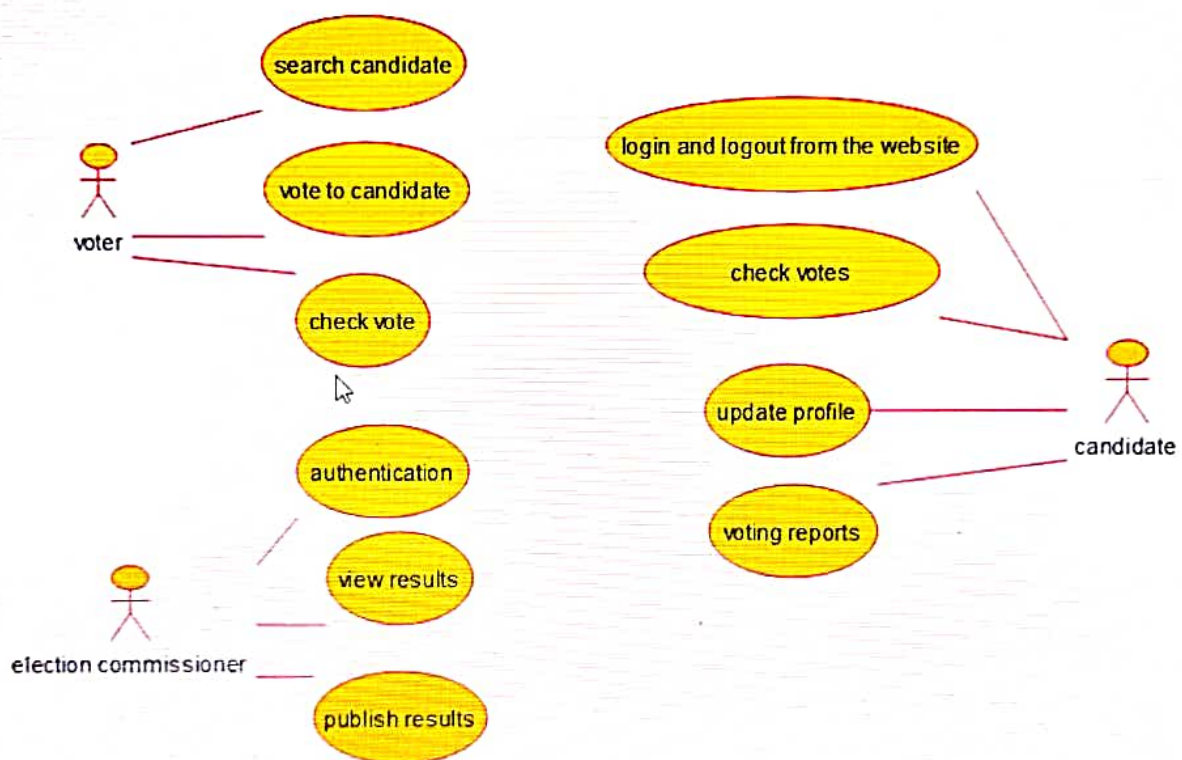 search candidate
vote to candidate
voter
check vote
authentication
view results
election commissioner
publish results
login and logout from the website
check votes
update profile
candidate
voting reports